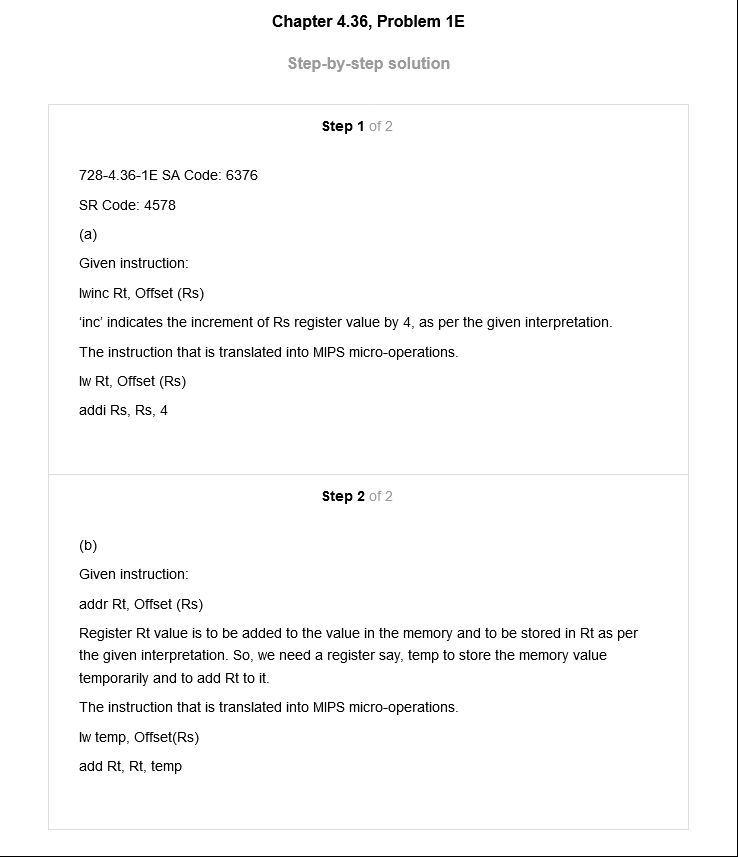 Chapter 4.36, Problem 1E
Step-by-step solution
Step 1 of 2
728-4.36-1E SA Code: 6376
SR Code: 4578
(a)
Given instruction:
lwinc Rt, Offset (Rs)
‘inc’ indicates the increment of Rs register value by 4, as per the given interpretation.
The instruction that is translated into MIPS micro-operations.
lw Rt, Offset (Rs)
addi Rs, Rs, 4
Step 2 of 2
(b)
Given instruction:
addr Rt, Offset (Rs)
Register Rt value is to be added to the value in the memory and to be stored in Rt as per
the given interpretation. So, we need a register say, temp to store the memory value
temporarily and to add Rt to it.
The instruction that is translated into MIPS micro-operations.
lw temp, Offset(Rs)
add Rt, Rt, temp